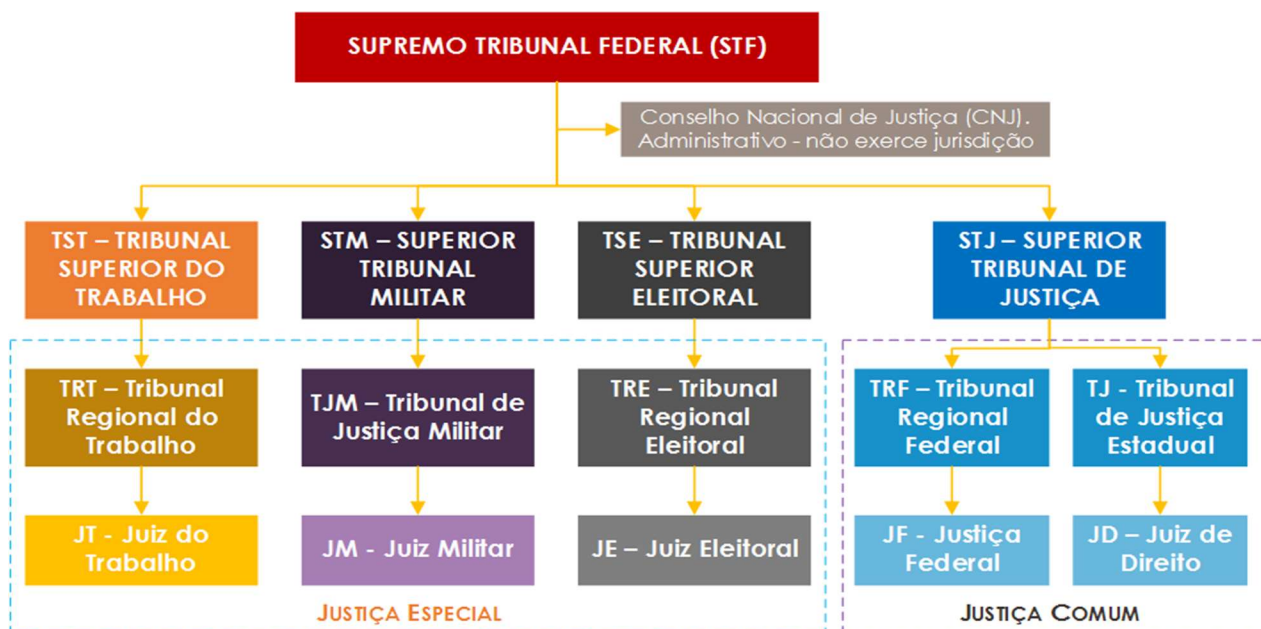 SUPREMO TRIBUNAL FEDERAL (STF)
Conselho Nacional de Justiça (CNJ).
Administrativo - não exerce jurisdição
TST – TRIBUNAL
SUPERIOR DO
TRABALHO
STM – SUPERIOR
TRIBUNAL
MILITAR
TSE – TRIBUNAL
SUPERIOR
ELEITORAL
STJ – SUPERIOR
TRIBUNAL DE
JUSTIÇA
TRT – Tribunal
Regional do
Trabalho
TJM – Tribunal de
Justiça Militar
TRE – Tribunal
Regional
Eleitoral
TRF – Tribunal
Regional
Federal
TJ - Tribunal
de Justiça
Estadual
JT - Juiz do
Trabalho
JM - Juiz Militar
JE – Juiz Eleitoral
JF - Justiça
Federal
JD – Juiz de
Direito
JUSTIÇA ESPECIAL
JUSTIÇA COMUM